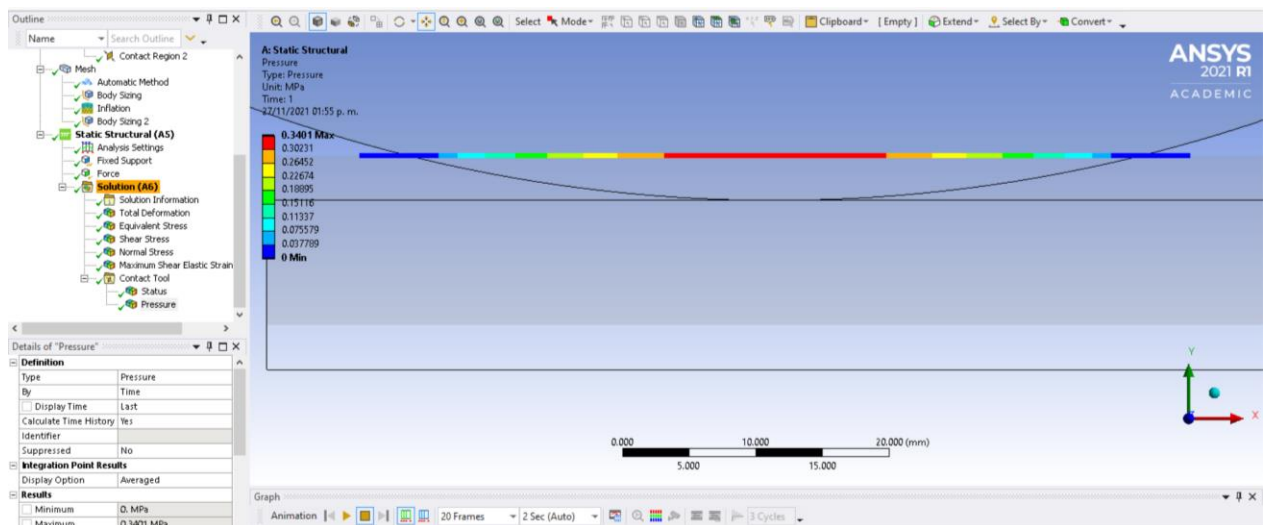 Outline
Name
Search Outline
Contact Region 2
Mesh
Automatic Method
Body Sizing
Inflation
Body Sizing 2
Static Structural (A5)
Analysis Settings
Fixed Support
Force
Solution (A6)
Solution Information
Total Deformation
Equivalent Stress
Shear Stress
Normal Stress
Maximum Shear Elastic Strain
Contact Tool
Status
Pressure
Details of "Pressure"
Definition
Type Pressure
By Time
Display Time Last
Calculate Time History Yes
Identifier
Suppressed No
Integration Point Results
Display Option Averaged
Results
Minimum 0. MPa
Maximum 0.3401 MPa
Select Mode Clipboard [ Empty ] Extend Select By Convert
A: Static Structural
Pressure
Type: Pressure
Unit: MPa
Time: 1
27/11/2021 01:55 p. m.
0.3401 Max
0.30231
0.26452
0.22674
0.18895
0.15116
0.11337
0.075579
0.037789
0 Min
ANSYS
2021 R1
ACADEMIC
Y
X
0.000 10.000 20.000 (mm)
5.000 15.000
Graph
Animation 20 Frames 2 Sec (Auto) 3 Cycles